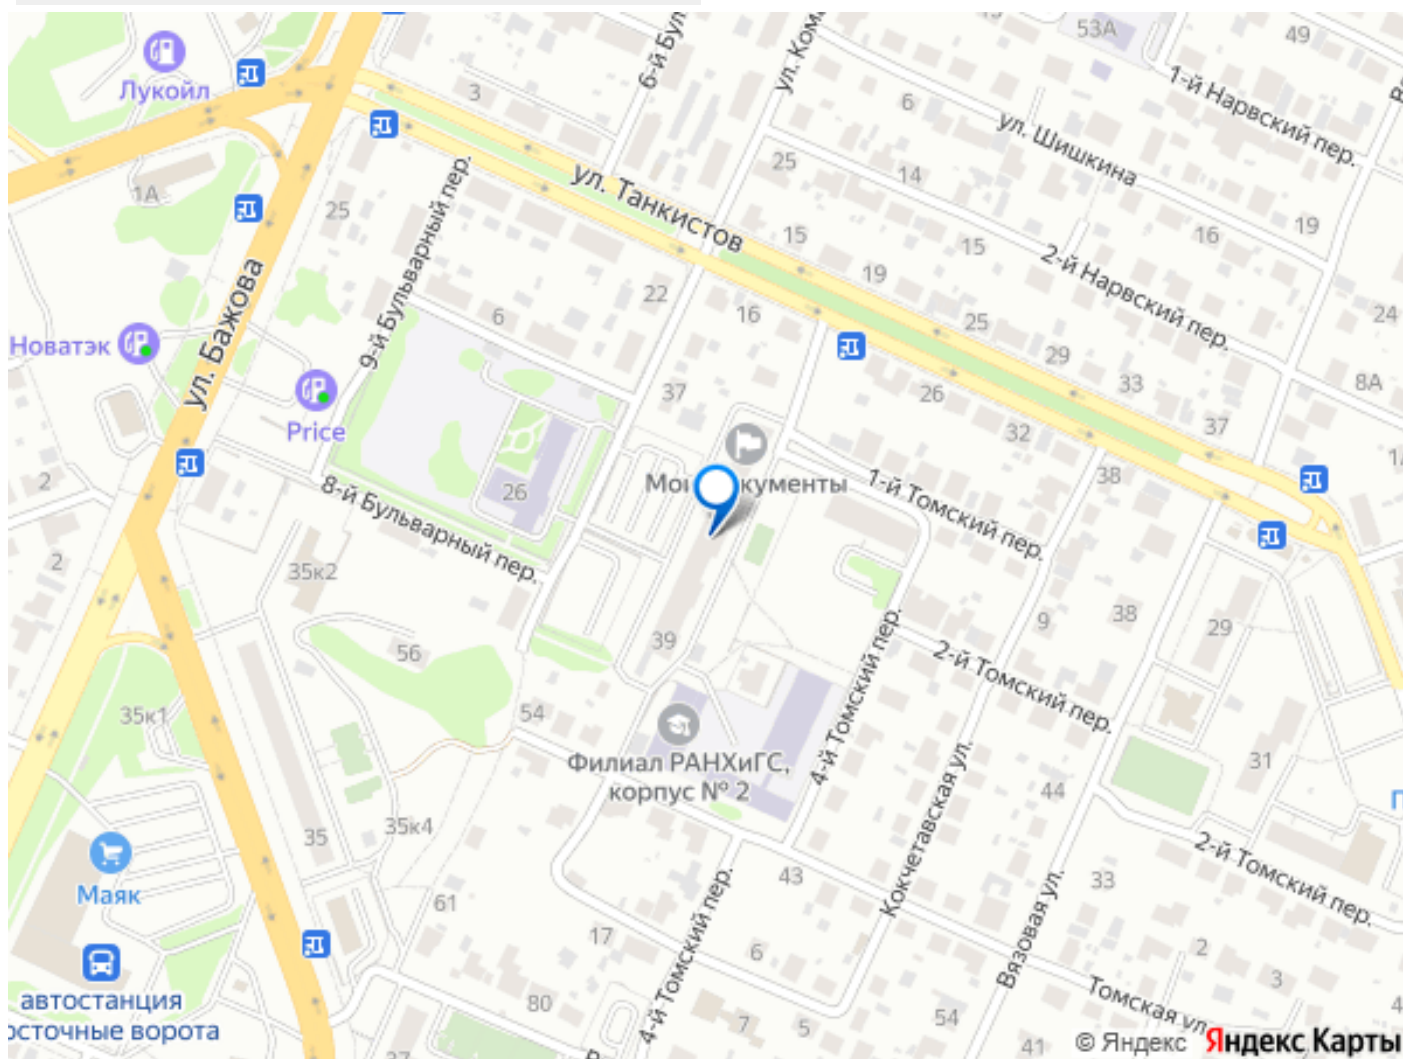 53А
49
Лукойл
3
6-й Бул
ул. Ком
1-й Нарвский пер.
6
ул. Шишкина
25
14
1А
25
9-й Бульварный пер.
ул. Танкистов
15
15
16
19
19
2-й Нарвский пер.
ул. Бажова
22
16
6
25
24
29
Новатэк
33
8А
37
26
37
Price
32
Мои
кументы
38
2
26
1-й Томский пер.
8-й Бульварный пер.
2
35к2
9
38
29
39
56
4-й Томский пер.
2-й Томский пер.
35к1
54
Филиал РАНХиГС,
корпус № 2
31
44
35
35к4
Кокчетавская ул.
2-й Томский пер.
Маяк
43
33
61
17
4-й Томский пер.
Вязовая ул.
6
2
3
автостанция
осточные ворота
80
7
5
54
Томская ул.
41
37
© Яндекс Яндекс Карты